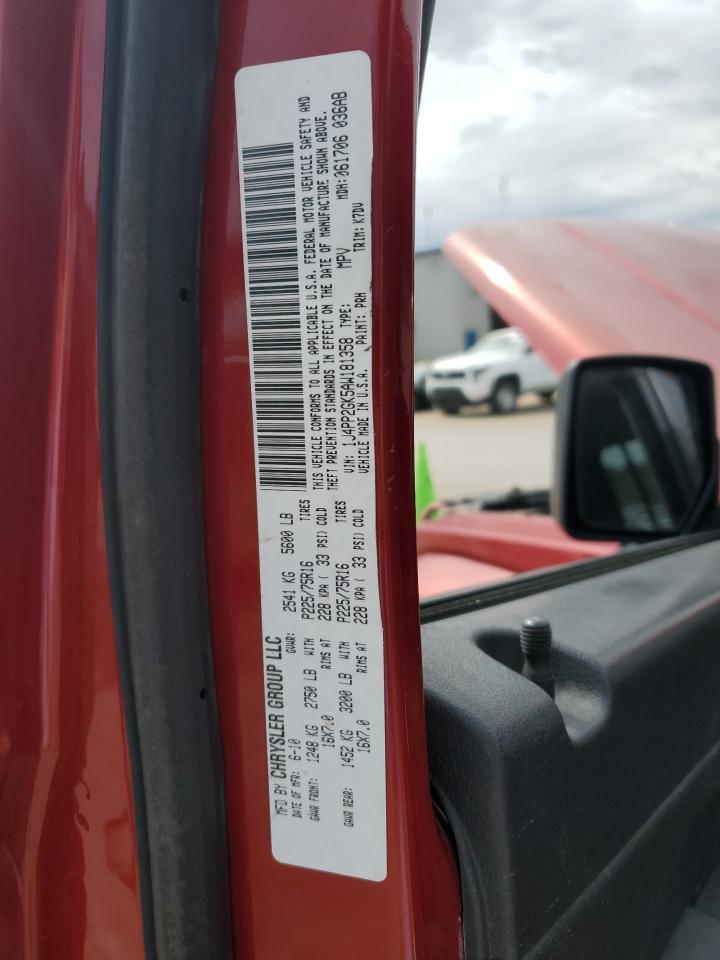 MFD BY CHRYSLER GROUP LLC
DATE OF MFR: 6-10 GVWR: 2541 KG 5600 LB
GAWR FRONT: 1248 KG 2750 LB WITH P225/75R16 TIRES
16X7.0 RIMS AT 228 KPA ( 33 PSI) COLD
GAWR REAR: 1452 KG 3200 LB WITH P225/75R16 TIRES
16X7.0 RIMS AT 228 KPA ( 33 PSI) COLD
THIS VEHICLE CONFORMS TO ALL APPLICABLE U.S.A. FEDERAL MOTOR VEHICLE SAFETY AND
THEFT PREVENTION STANDARDS IN EFFECT ON THE DATE OF MANUFACTURE SHOWN ABOVE.
VIN: 1J4PP2GK5AW181358 TYPE: MPV MDH:061706 036AB
VEHICLE MADE IN U.S.A. PAINT: PRH TRIM: K7DV